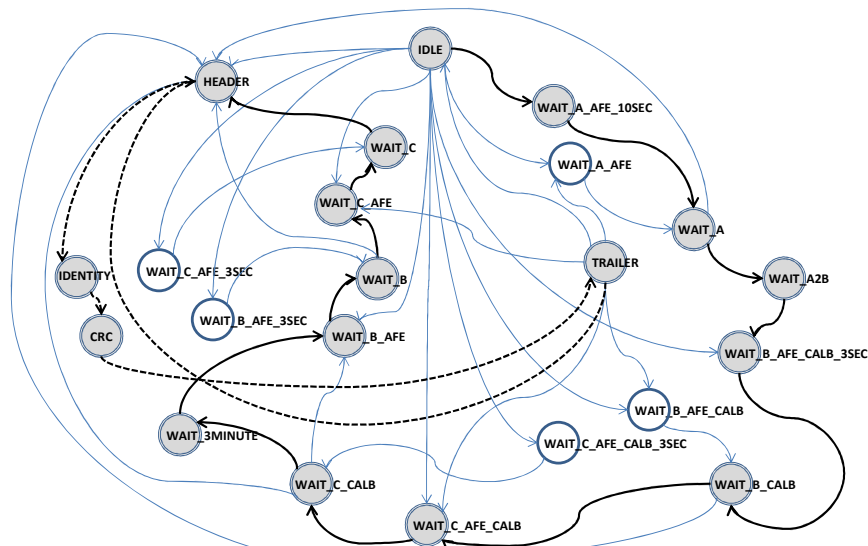 IDLE
HEADER
WAIT_A_AFE_10SEC
WAIT_C
WAIT_A_AFE
WAIT_C_AFE
WAIT_A
TRAILER
IDENTITY
WAIT_C_AFE_3SEC
WAIT_B
WAIT_A2B
WAIT_B_AFE_3SEC
CRC
WAIT_B_AFE
WAIT_B_AFE_CALB_3SEC
WAIT_B_AFE_CALB
WAIT_3MINUTE
WAIT_C_AFE_CALB_3SEC
WAIT_C_CALB
WAIT_B_CALB
WAIT_C_AFE_CALB